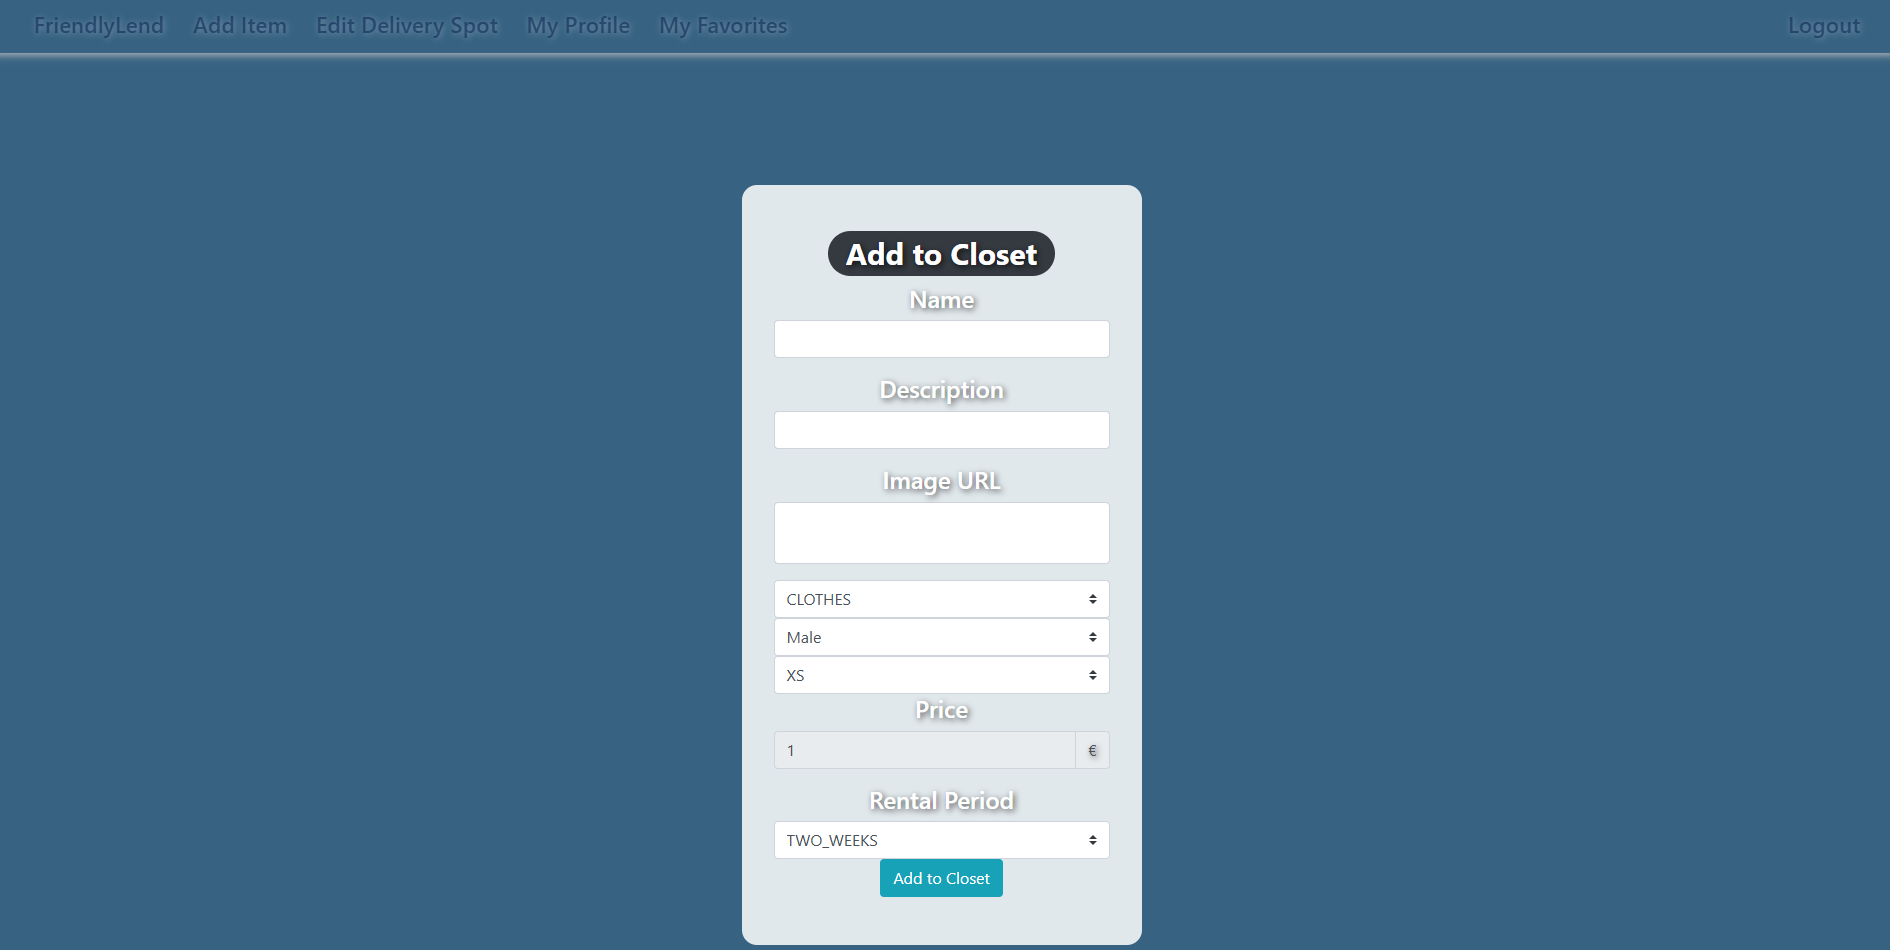 FriendlyLend Add Item Edit Delivery Spot My Profile My Favorites Logout
Add to Closet
Name
Description
Image URL
CLOTHES
Male
XS
Price
1 €
Rental Period
TWO_WEEKS
Add to Closet